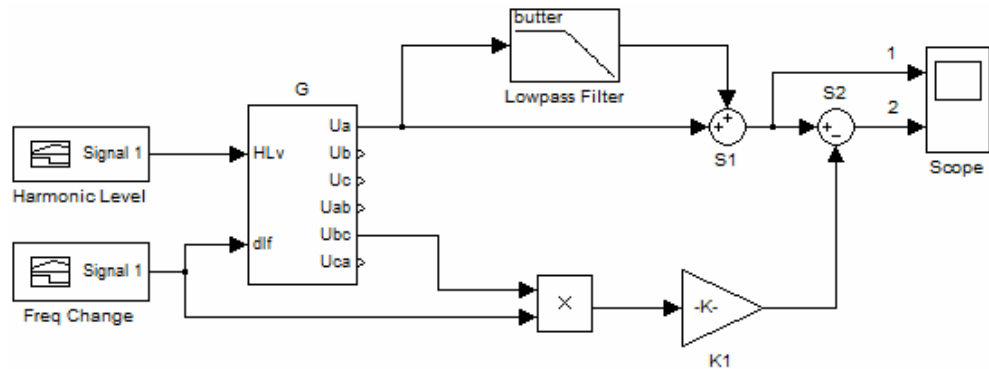 butter
Lowpass Filter
G
Ua
Ub
Uc
Uab
Ubc
Uca
HLv
dlf
Signal 1
Harmonic Level
Signal 1
Freq Change
×
-K-
K1
+
+
S1
S2
+
−
1
2
Scope